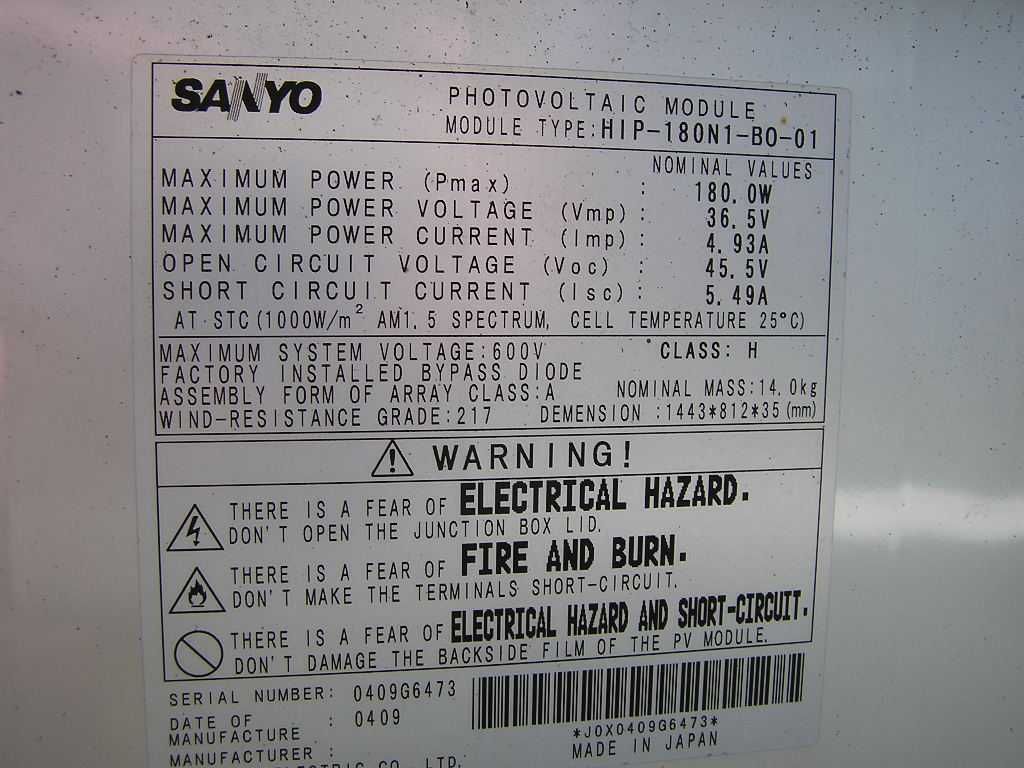 SANYO
PHOTOVOLTAIC MODULE
MODULE TYPE:HIP-180N1-BO-01
NOMINAL VALUES
MAXIMUM POWER (Pmax) : 180.0W
MAXIMUM POWER VOLTAGE (Vmp) : 36.5V
MAXIMUM POWER CURRENT (Imp) : 4.93A
OPEN CIRCUIT VOLTAGE (Voc) : 45.5V
SHORT CIRCUIT CURRENT (Isc) : 5.49A
AT STC (1000W/m² AM1.5 SPECTRUM, CELL TEMPERATURE 25°C)
MAXIMUM SYSTEM VOLTAGE:600V CLASS: H
FACTORY INSTALLED BYPASS DIODE
ASSEMBLY FORM OF ARRAY CLASS:A NOMINAL MASS:14.0kg
WIND-RESISTANCE GRADE:217 DEMENSION :1443*812*35(mm)
WARNING!
THERE IS A FEAR OF ELECTRICAL HAZARD.
DON'T OPEN THE JUNCTION BOX LID.
THERE IS A FEAR OF FIRE AND BURN.
DON'T MAKE THE TERMINALS SHORT-CIRCUIT.
THERE IS A FEAR OF ELECTRICAL HAZARD AND SHORT-CIRCUIT.
DON'T DAMAGE THE BACKSIDE FILM OF THE PV MODULE.
SERIAL NUMBER: 0409G6473
DATE OF : 0409
MANUFACTURE
*J0X0409G6473*
MANUFACTURER :
MADE IN JAPAN
ELECTRIC CO., LTD.